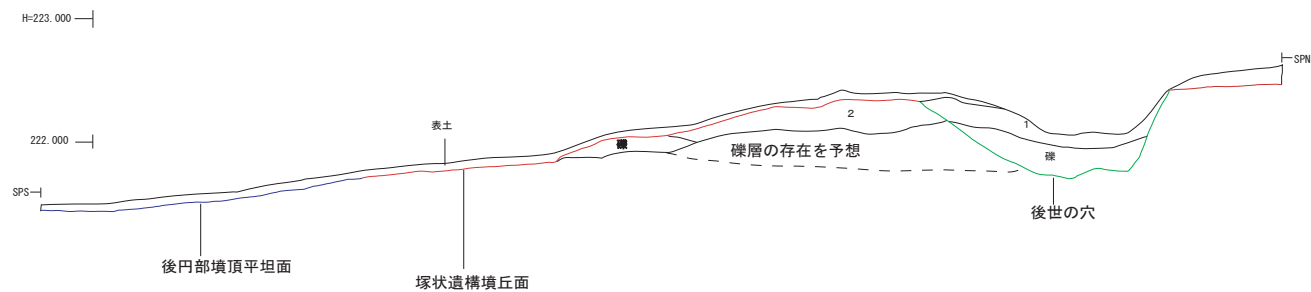 H=223.000
SPN
2
1
表土
礫
222.000
礫層の存在を予想
礫
SPS
後世の穴
後円部墳頂平坦面
塚状遺構墳丘面